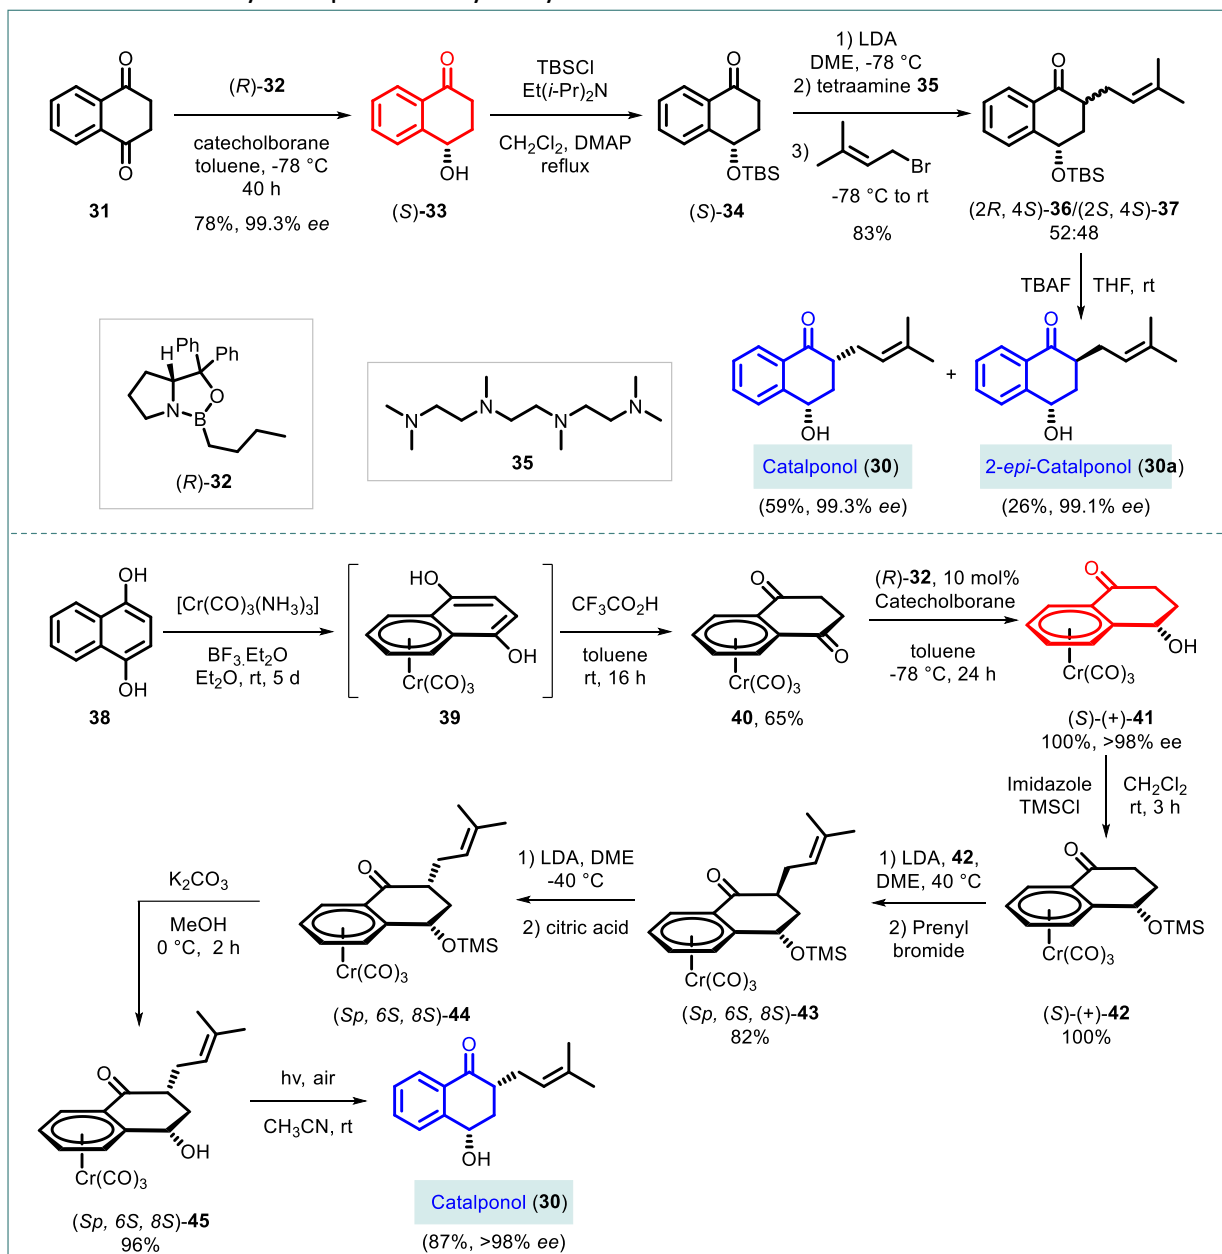 O
O
31
(R)-32
catecholborane
toluene, -78 °C
40 h
78%, 99.3% ee
O
OH
(S)-33
TBSCl
Et(i-Pr)2N
CH2Cl2, DMAP
reflux
O
OTBS
(S)-34
1) LDA
DME, -78 °C
2) tetraamine 35
3)
Br
-78 °C to rt
83%
O
OTBS
(2R, 4S)-36/(2S, 4S)-37
52:48
TBAF
THF, rt
H
Ph
Ph
N
O
B
(R)-32
N
N
N
N
35
O
OH
Catalponol (30)
(59%, 99.3% ee)
+
O
OH
2-epi-Catalponol (30a)
(26%, 99.1% ee)
OH
OH
38
[Cr(CO)3(NH3)3]
BF3.Et2O
Et2O, rt, 5 d
HO
OH
Cr(CO)3
39
CF3CO2H
toluene
rt, 16 h
O
O
Cr(CO)3
40, 65%
(R)-32, 10 mol%
Catecholborane
toluene
-78 °C, 24 h
O
OH
Cr(CO)3
(S)-(+)-41
100%, >98% ee
Imidazole
TMSCl
CH2Cl2
rt, 3 h
O
OTMS
Cr(CO)3
(S)-(+)-42
100%
1) LDA, 42,
DME, 40 °C
2) Prenyl
bromide
O
OTMS
Cr(CO)3
(Sp, 6S, 8S)-43
82%
1) LDA, DME
-40 °C
2) citric acid
O
OTMS
Cr(CO)3
(Sp, 6S, 8S)-44
K2CO3
MeOH
0 °C, 2 h
O
OH
Cr(CO)3
(Sp, 6S, 8S)-45
96%
hv, air
CH3CN, rt
O
OH
Catalponol (30)
(87%, >98% ee)